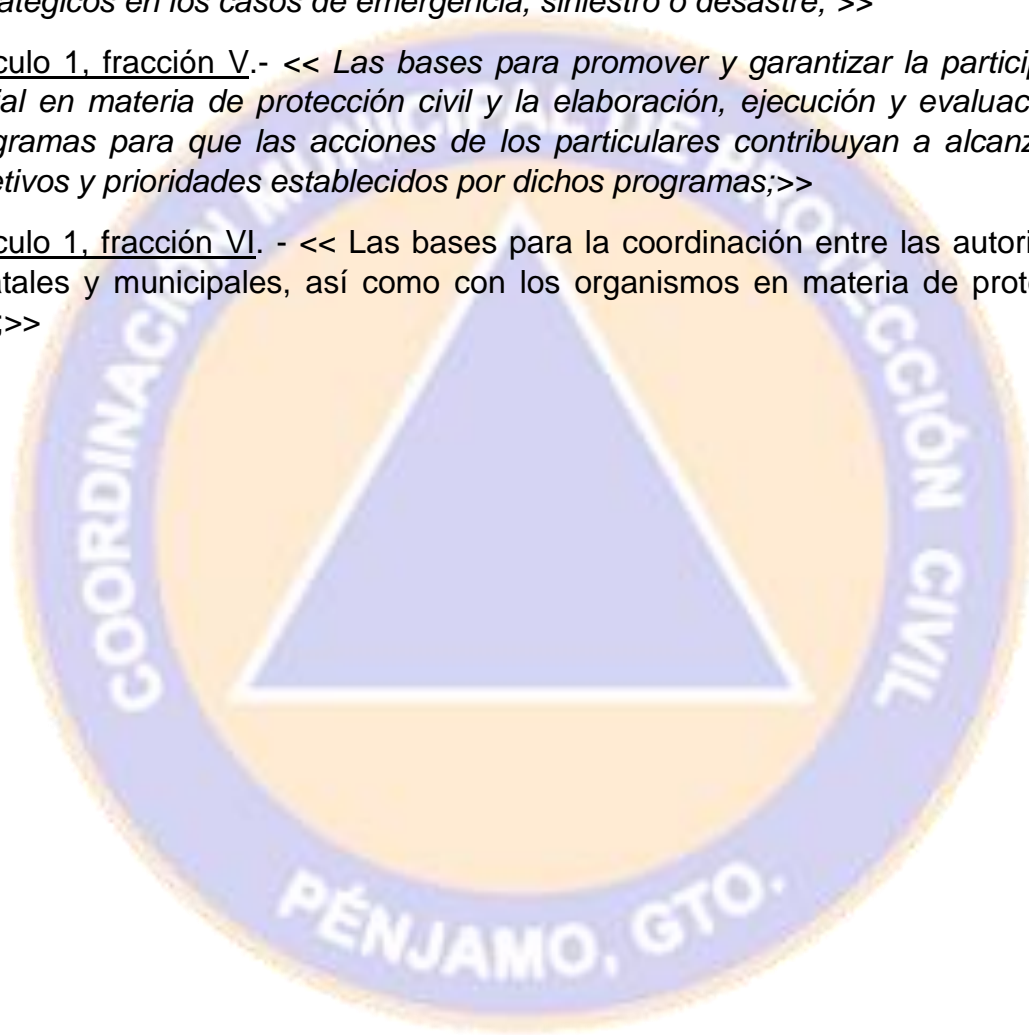 atégicos en los casos de emergencia, siniestro o desastre; >>
culo 1, fracción V.- << Las bases para promover y garantizar la particip
ial en materia de protección civil y la elaboración, ejecución y evaluac
gramas para que las acciones de los particulares contribuyan a alcanz
etivos y prioridades establecidos por dichos programas;>>
culo 1, fracción VI. - << Las bases para la coordinación entre las autori
atales y municipales, así como con los organismos en materia de prote
;>>
COORDINACIÓN MUNICIPAL DE PROTECCIÓN CIVIL
PÉNJAMO, GTO.